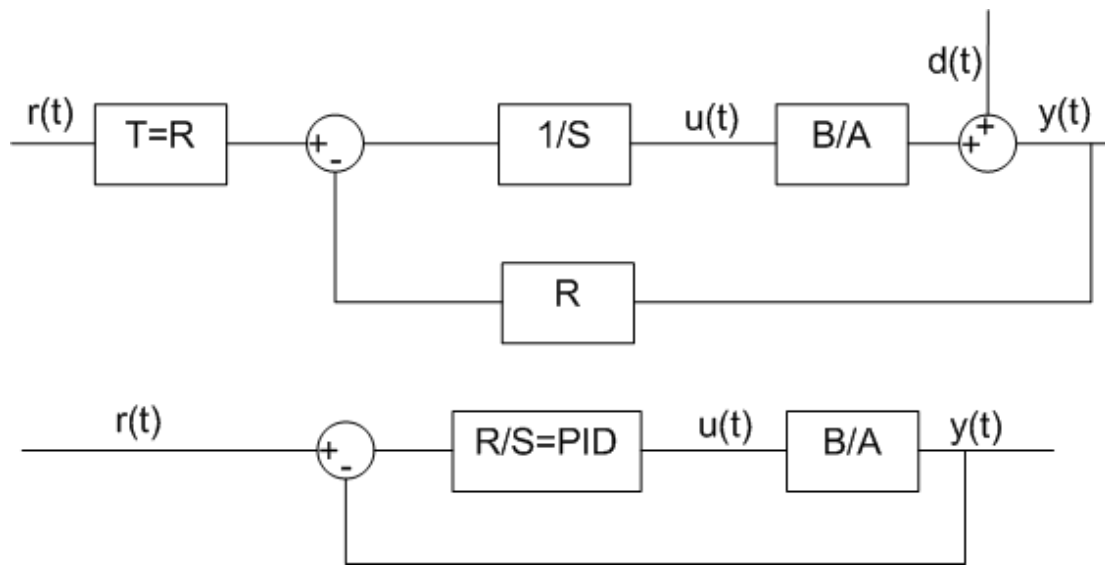 d(t)
r(t)
T=R
+
-
1/S
u(t)
B/A
+
+
y(t)
R
r(t)
+
-
R/S=PID
u(t)
B/A
y(t)